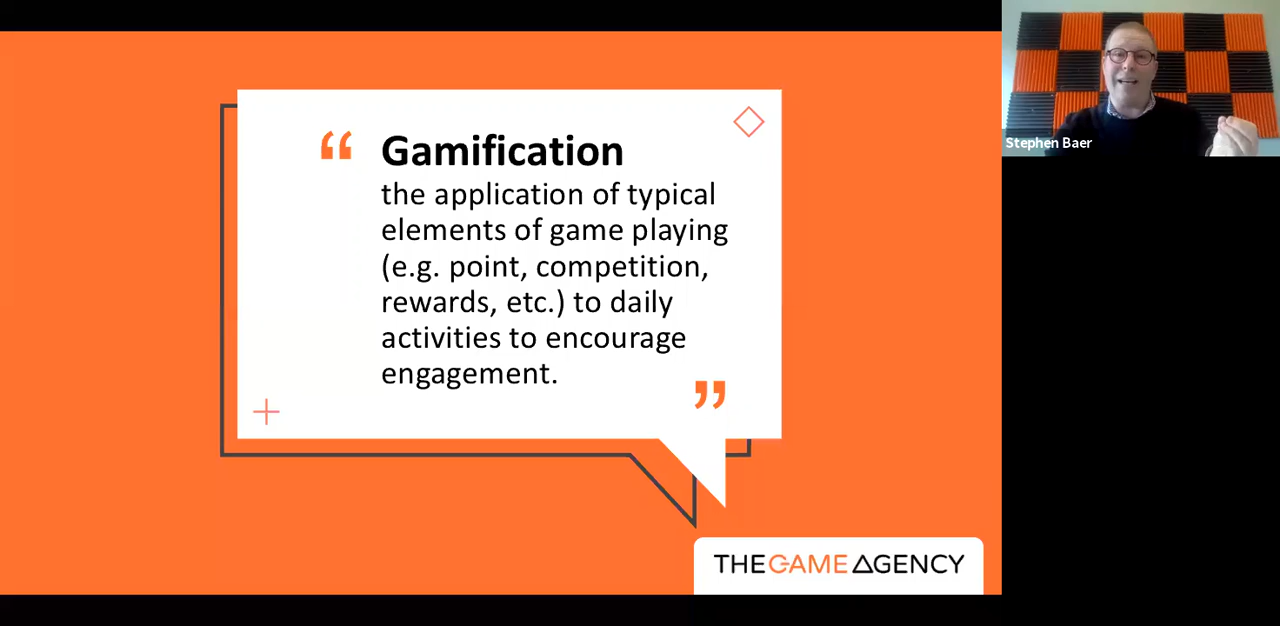 “ Gamification
the application of typical
elements of game playing
(e.g. point, competition,
rewards, etc.) to daily
activities to encourage
engagement.
”
THE GAME AGENCY
Stephen Baer